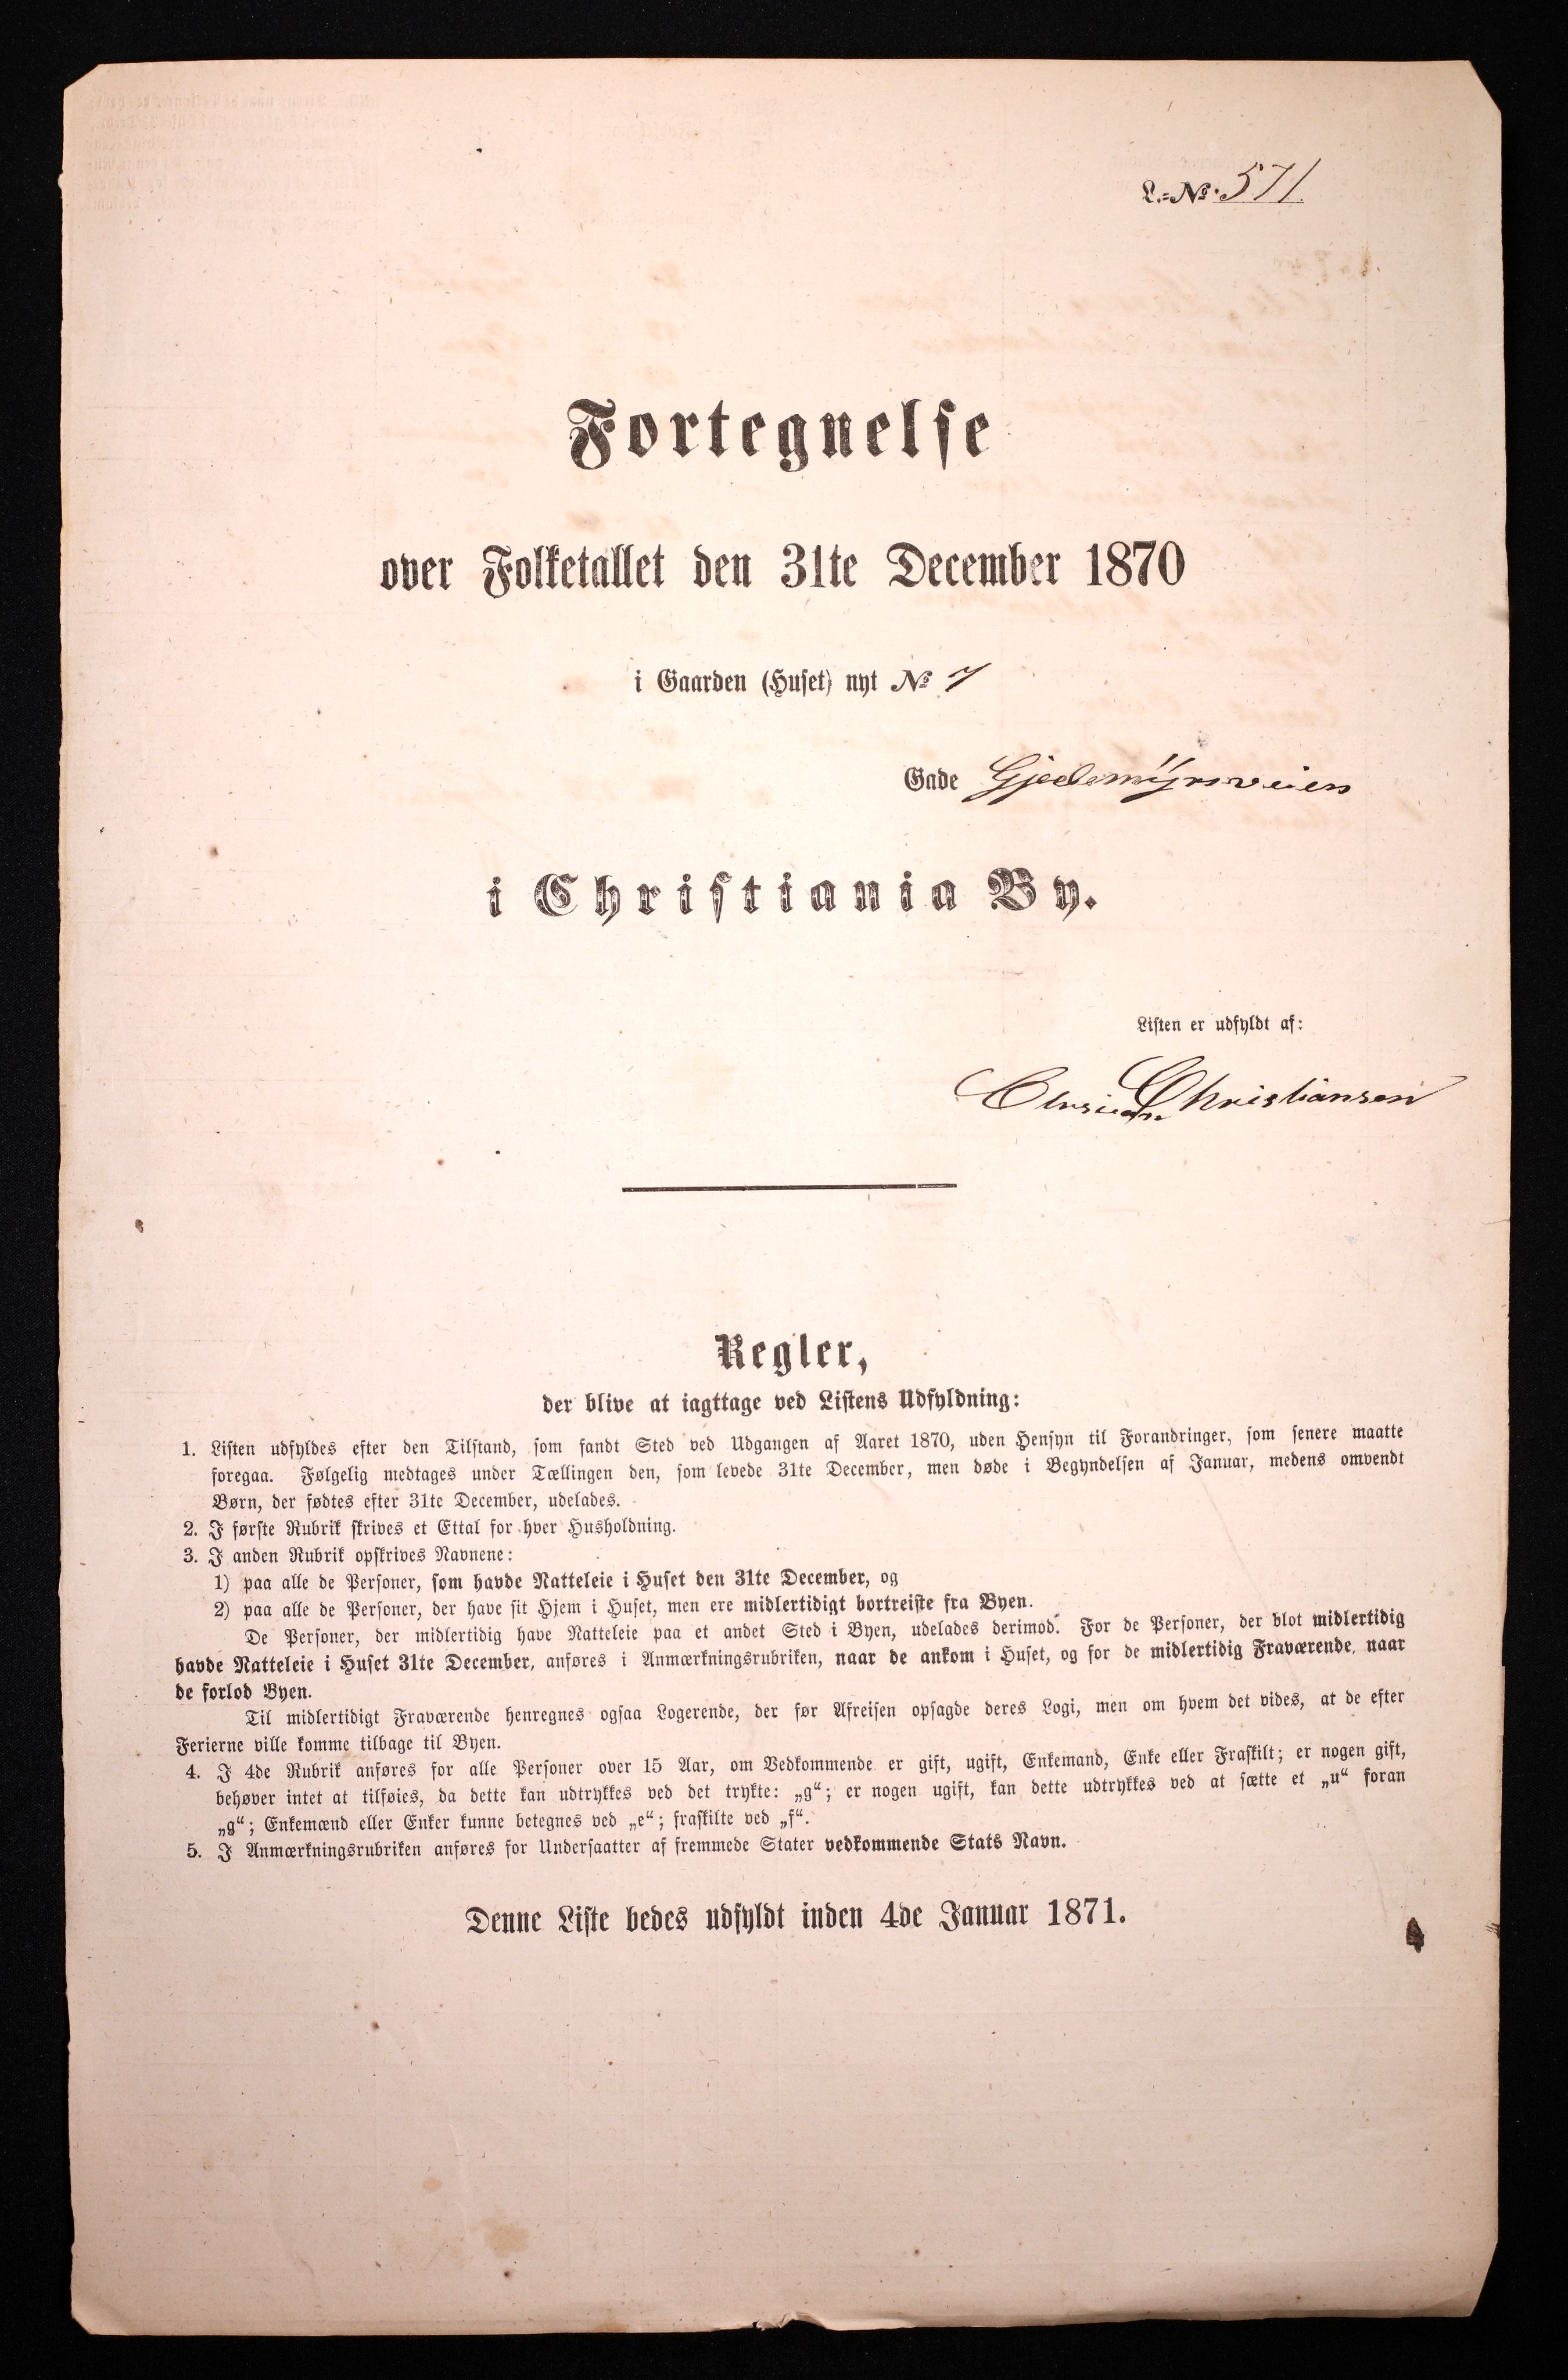 L.-No. 571.
Fortegnelse
over Folketallet den 31te December 1870
i Gaarden (Huset) nyt No 7
Gade Gjedemÿrsveien
i Christiania By.
Listen er udfyldt af:
Christiansen
Regler,
der blive at iagttage ved Listens Udfyldning:
1. Listen udfyldes efter den Tilstand, som fandt Sted ved Udgangen af Aaret 1870, uden Hensyn til Forandringer, som senere maatte
foregaa. Følgelig medtages under Tællingen den, som levede 31te December, men døde i Begyndelsen af Januar, medens omvendt
Børn, der fødtes efter 31te December, udelades.
2. I første Rubrik skrives et Ettal for hver Husholdning.
3. I anden Rubrik opskrives Navnene:
1) paa alle de Personer, som havde Natteleie i Huset den 31te December, og
2) paa alle de Personer, der have sit Hjem i Huset, men ere midlertidigt bortreiste fra Byen.
De Personer, der midlertidig have Natteleie paa et andet Sted i Byen, udelades derimod. For de Personer, der blot midlertidig
havde Natteleie i Huset 31te December, anføres i Anmærkningsrubriken, naar de ankom i Huset, og for de midlertidig Fraværende, naar
de forlod Byen.
Til midlertidigt Fraværende henregnes ogsaa Logerende, der før Afreisen opsagde deres Logi, men om hvem det vides, at de efter
Ferierne ville komme tilbage til Byen.
4. I 4de Rubrik anføres for alle Personer over 15 Aar, om Vedkommende er gift, ugift, Enkemand, Enke eller Fraskilt; er nogen gift,
behøver intet at tilføies, da dette kan udtrykkes ved det trykte: „g“; er nogen ugift, kan dette udtrykkes ved at sætte et „u“ foran
„g“; Enkemænd eller Enker kunne betegnes ved „e“; fraskilte ved „f“.
5. I Anmærkningsrubriken anføres for Undersaatter af fremmede Stater vedkommende Stats Navn.
Denne Liste bedes udfyldt inden 4de Januar 1871.